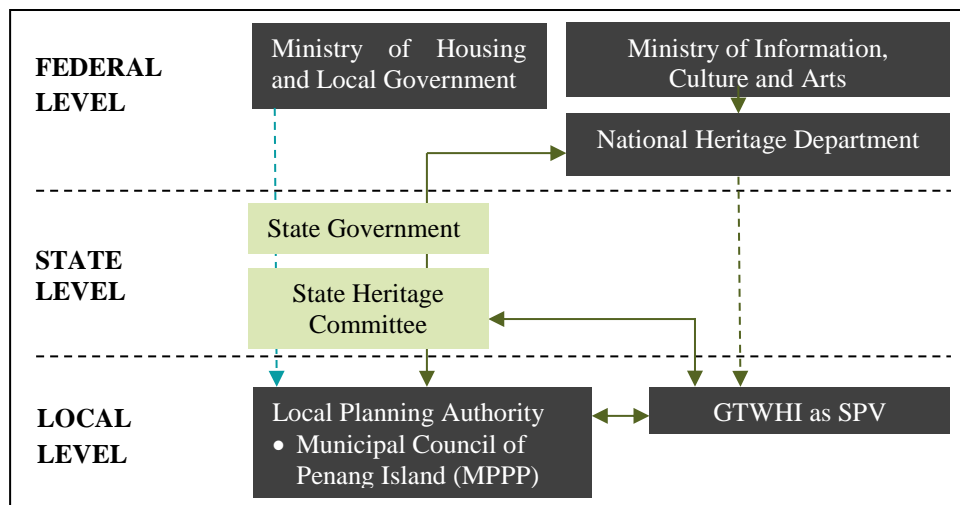 FEDERAL
LEVEL
Ministry of Housing
and Local Government
Ministry of Information,
Culture and Arts
National Heritage Department
STATE
LEVEL
State Government
State Heritage
Committee
LOCAL
LEVEL
Local Planning Authority
• Municipal Council of
Penang Island (MPPP)
GTWHI as SPV